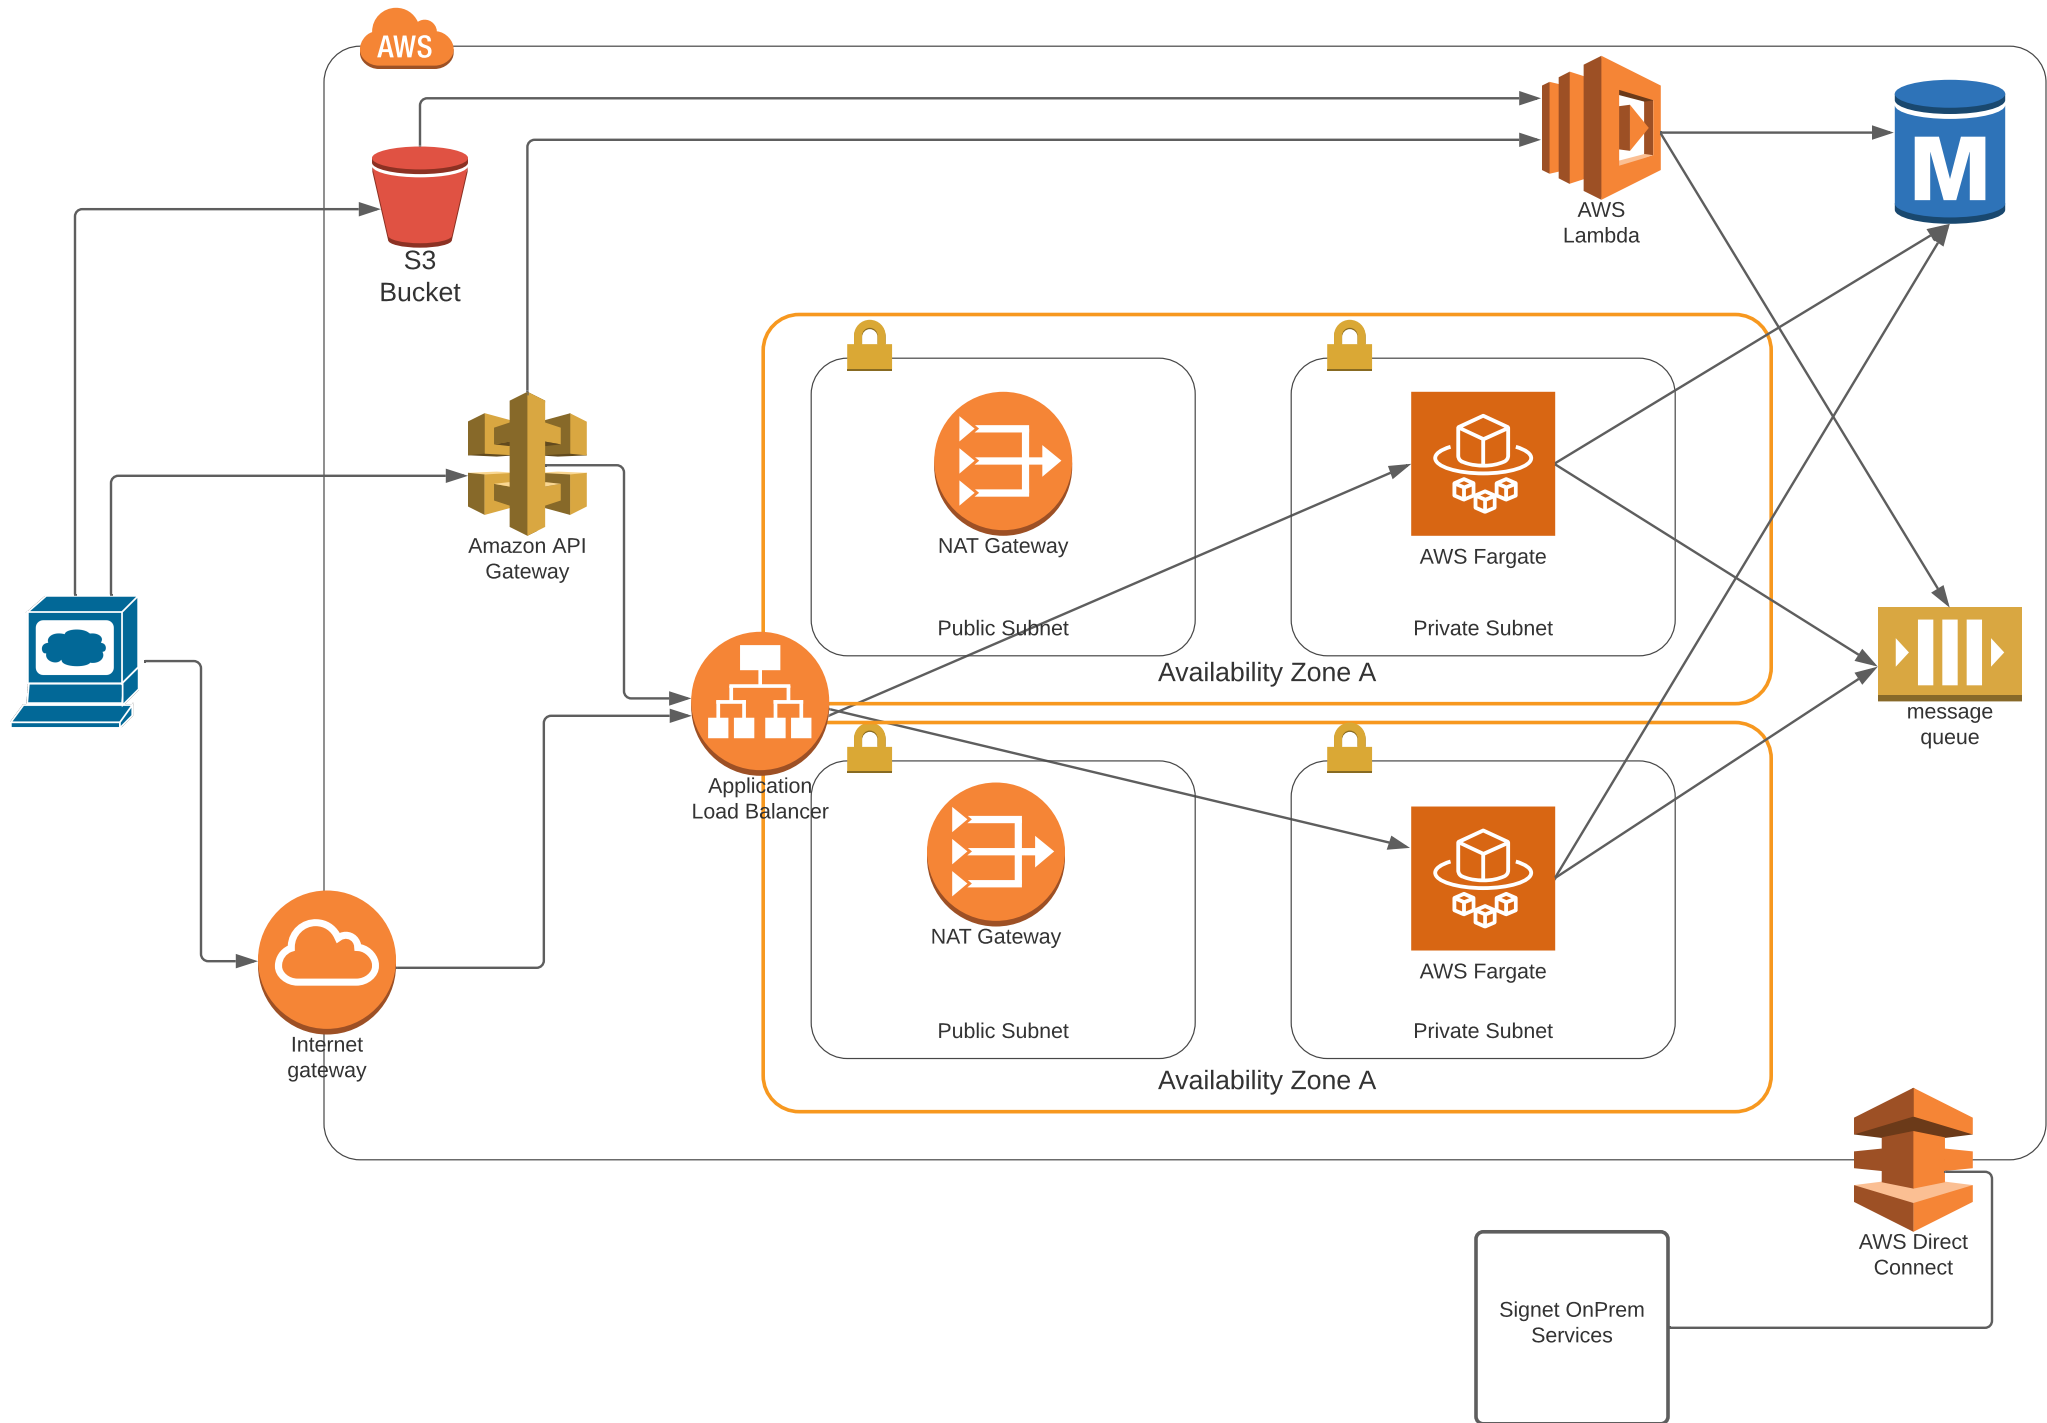 AWS
S3
Bucket
AWS
Lambda
M
Amazon API
Gateway
NAT Gateway
AWS Fargate
Public Subnet
Private Subnet
Availability Zone A
message
queue
Application
Load Balancer
NAT Gateway
AWS Fargate
Public Subnet
Private Subnet
Availability Zone A
Internet
gateway
AWS Direct
Connect
Signet OnPrem
Services